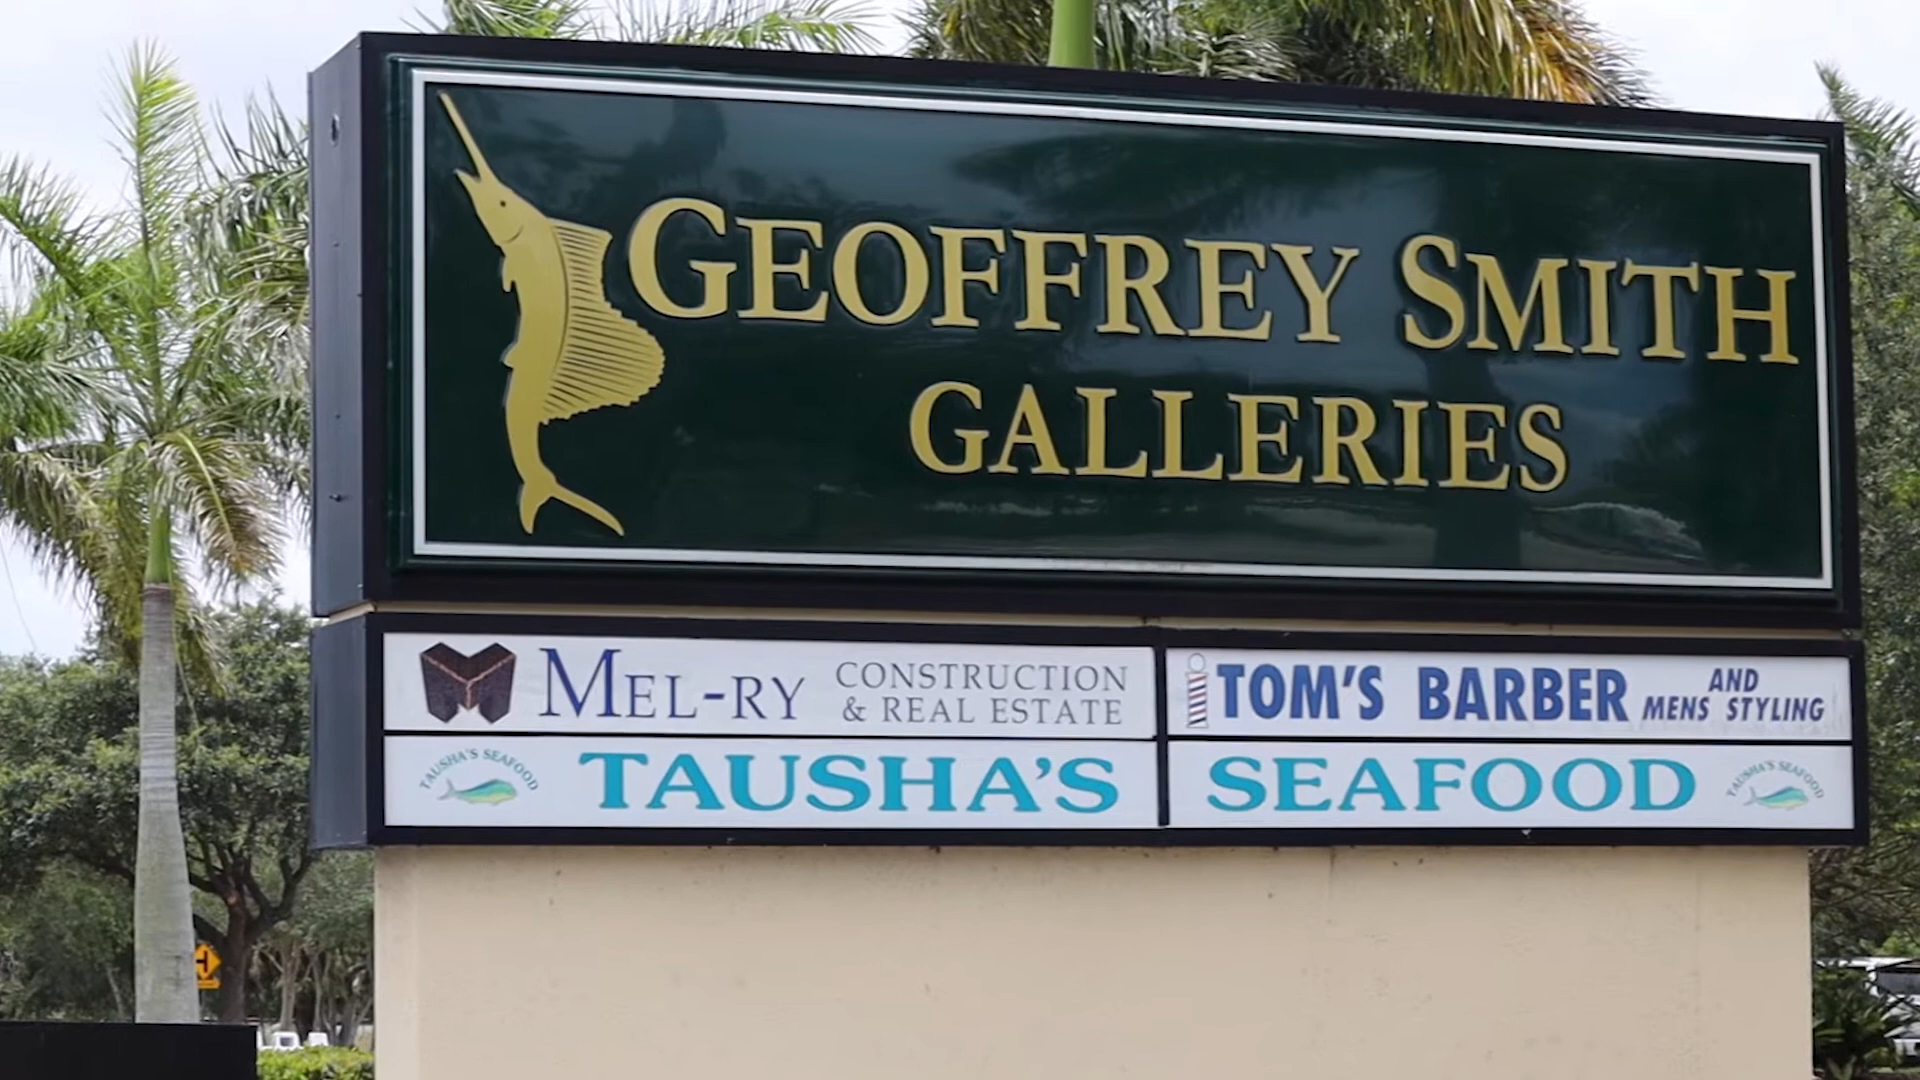 GEOFFREY SMITH
GALLERIES
MEL-RY
CONSTRUCTION
& REAL ESTATE
TOM'S BARBER
AND
MENS STYLING
TAUSHA'S SEAFOOD
TAUSHA'S
SEAFOOD
TAUSHA'S SEAFOOD